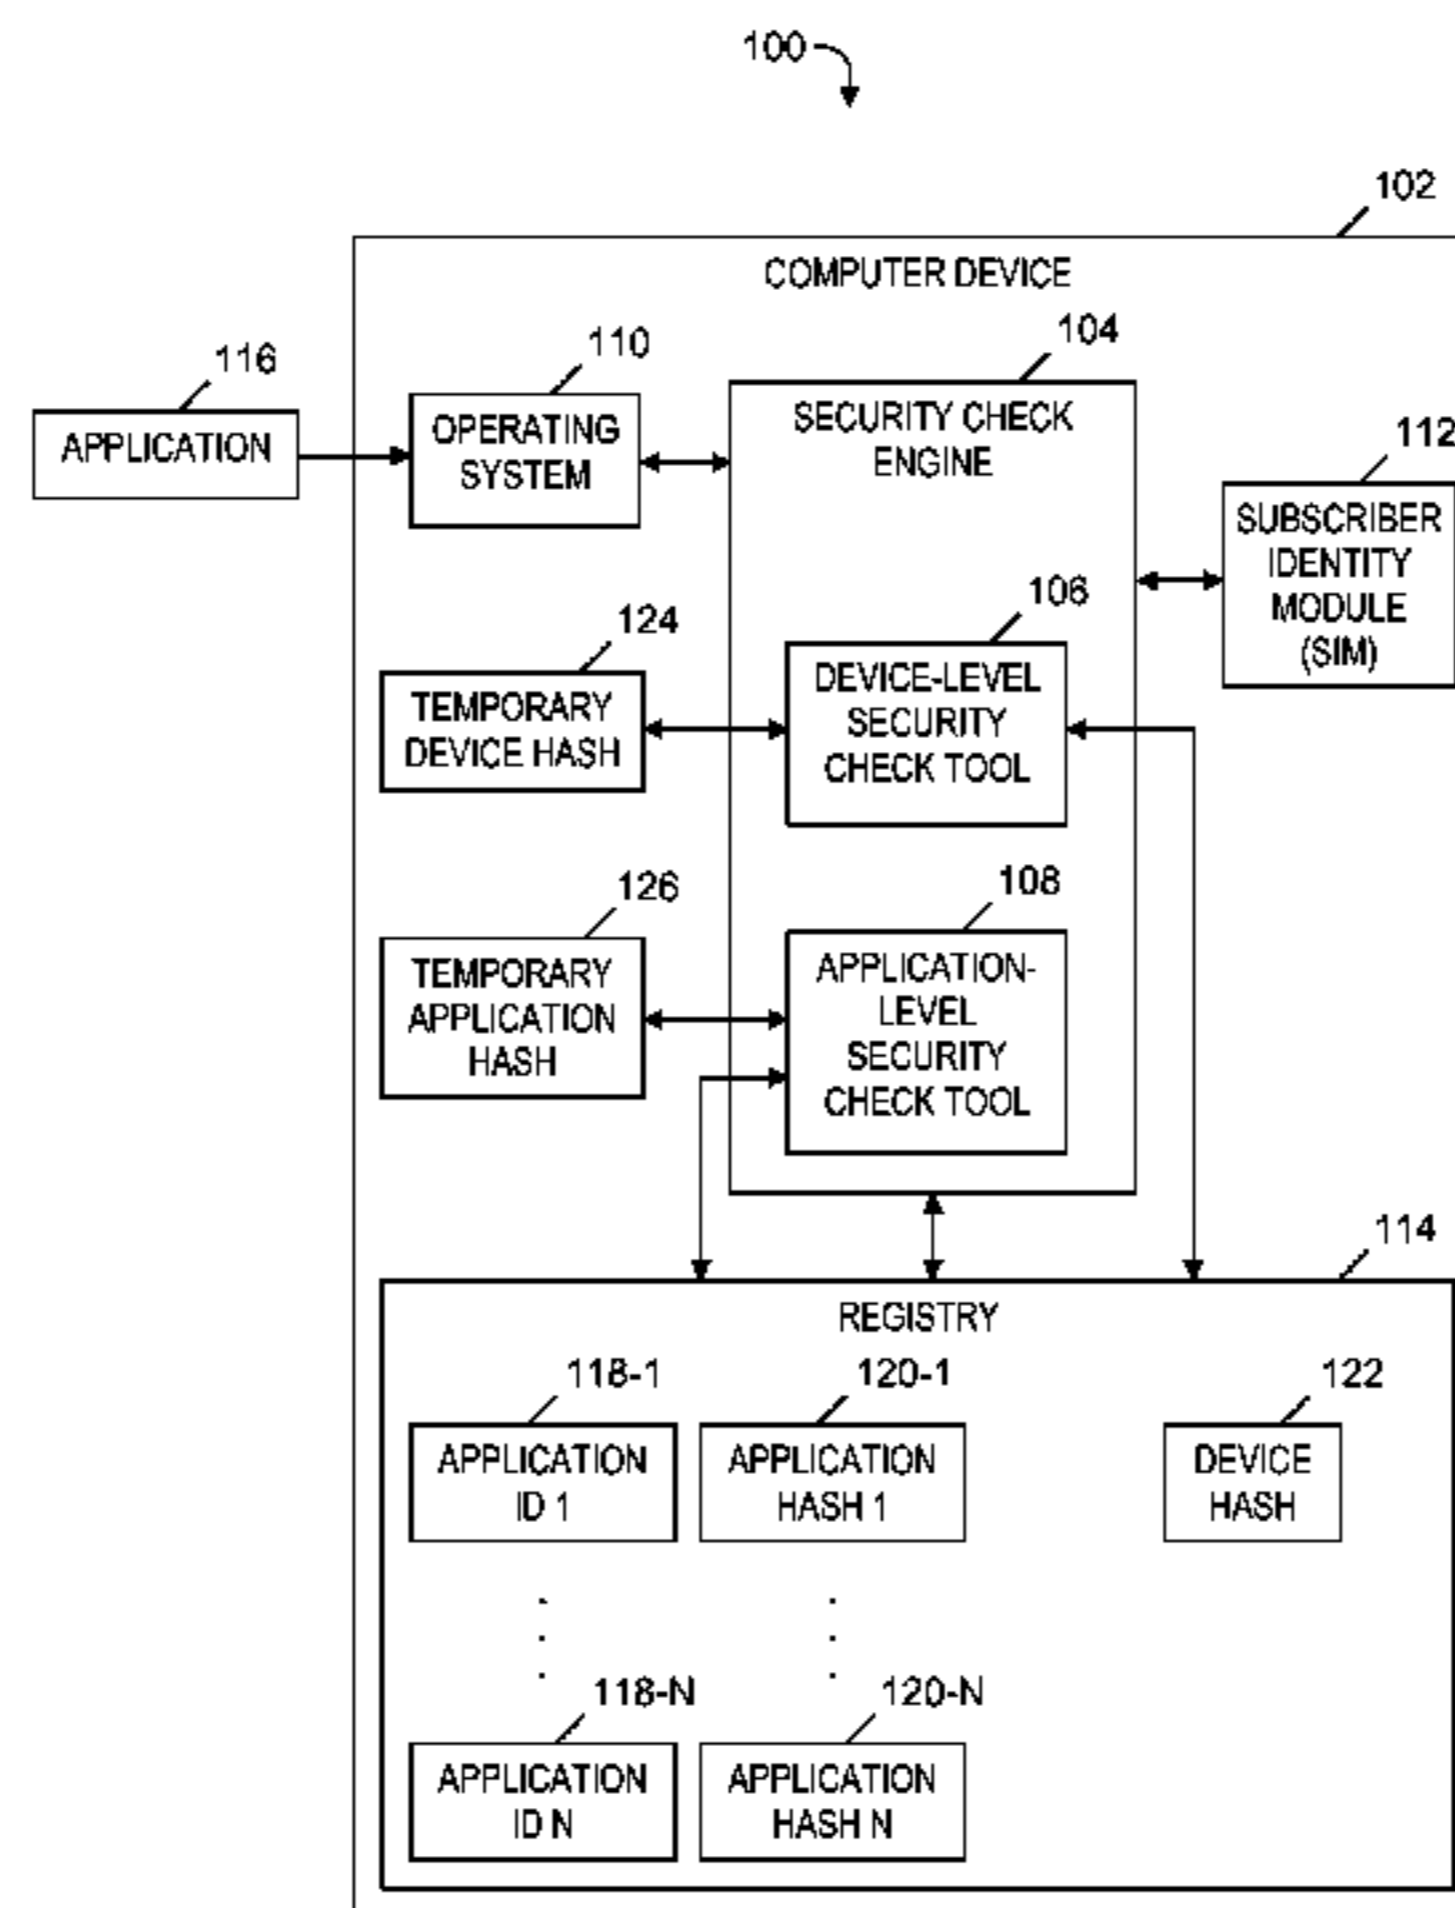 100
102
COMPUTER DEVICE
104
110
116
APPLICATION
OPERATING
SYSTEM
SECURITY CHECK
ENGINE
112
SUBSCRIBER
IDENTITY
MODULE
(SIM)
106
124
TEMPORARY
DEVICE HASH
DEVICE-LEVEL
SECURITY
CHECK TOOL
108
126
TEMPORARY
APPLICATION
HASH
APPLICATION-
LEVEL
SECURITY
CHECK TOOL
114
REGISTRY
118-1
120-1
122
APPLICATION
ID 1
APPLICATION
HASH 1
DEVICE
HASH
118-N
120-N
APPLICATION
ID N
APPLICATION
HASH N